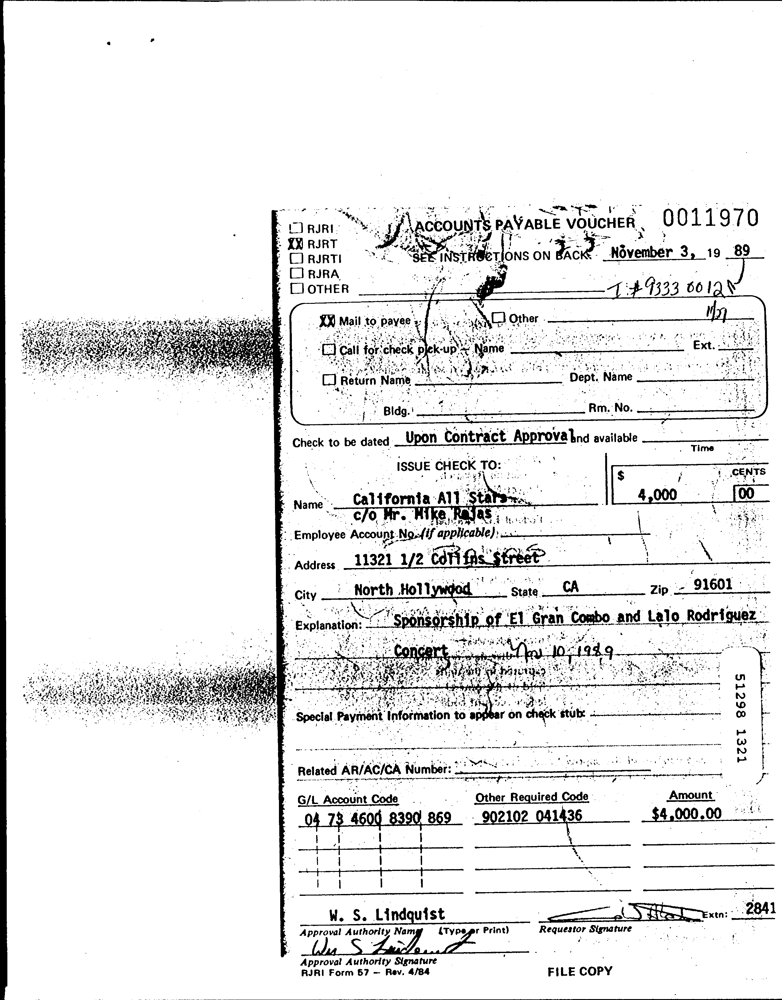 ☐ RJRI ACCOUNTS PAYABLE VOUCHER 0011970
XX RJRT
☐ RJRTI SEE INSTRUCTIONS ON BACK November 3, 19 89
☐ RJRA
☐ OTHER
XX Mail to payee ☐ Other 11/27
☐ Call for check pick-up - Name Ext.
☐ Return Name Dept. Name
Bldg. Rm. No.
Check to be dated Upon Contract Approval and available
Time
ISSUE CHECK TO:
$ 4,000 CENTS 00
Name California All Stars
c/o Mr. Mike Rajas
Employee Account No. (if applicable)
Address 11321 1/2 Collins Street
City North Hollywood State CA Zip 91601
Explanation: Sponsorship of El Gran Combo and Lalo Rodriguez
Concert Nov 10, 1989
51298 1321
Special Payment Information to appear on check stub:
Related AR/AC/CA Number:
G/L Account Code Other Required Code Amount
04 73 4600 8390 869 902102 041436 $4,000.00
W. S. Lindquist Extn: 2841
Approval Authority Name (Type or Print) Requestor Signature
Approval Authority Signature
RJRI Form 57 — Rev. 4/84 FILE COPY